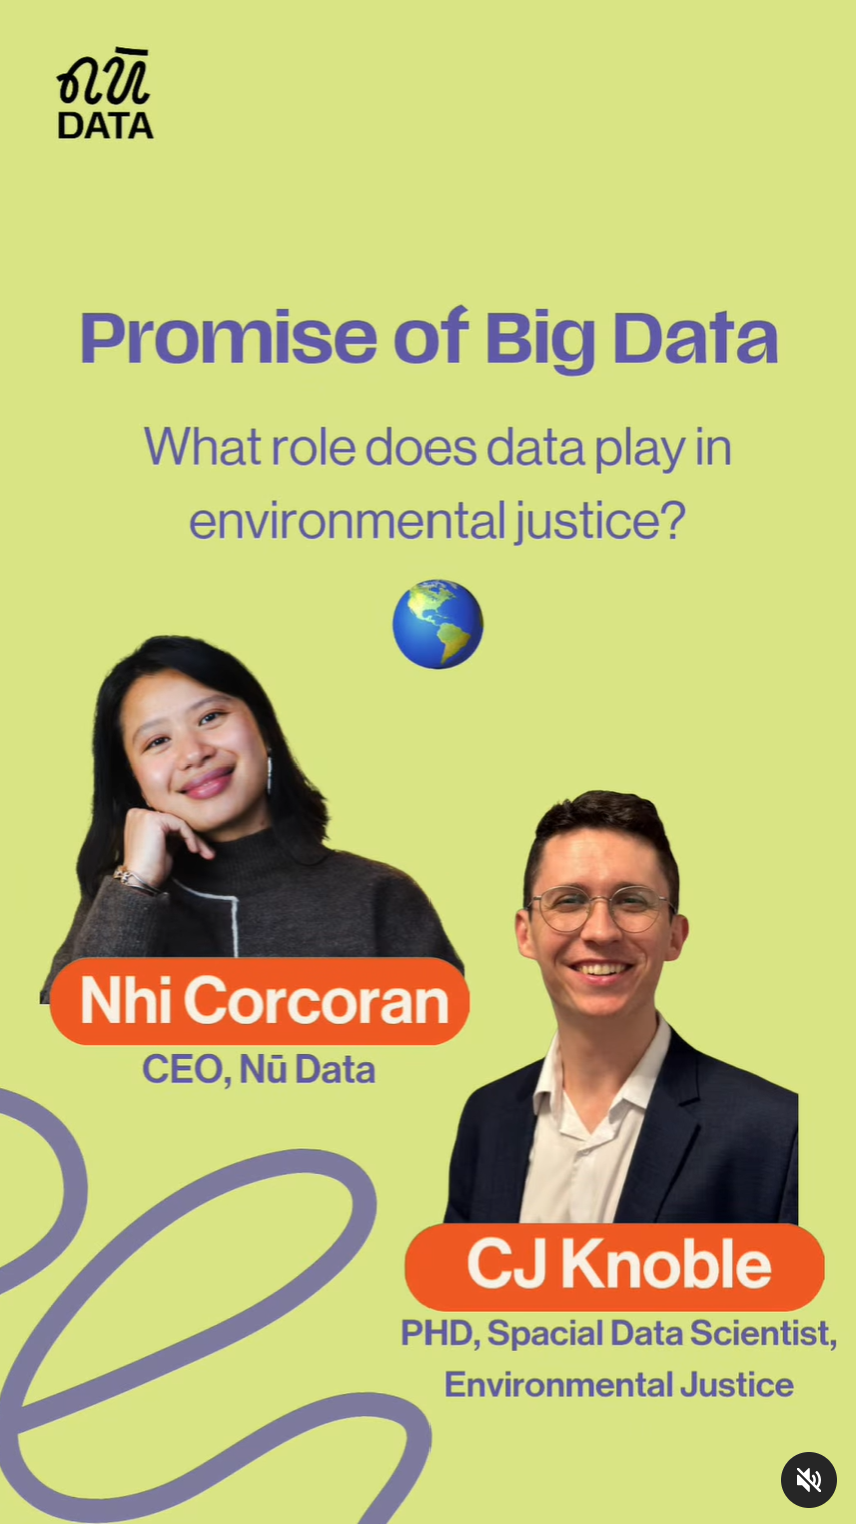 nū
DATA
Promise of Big Data
What role does data play in
environmental justice?
Nhi Corcoran
CEO, Nū Data
CJ Knoble
PHD, Spacial Data Scientist,
Environmental Justice